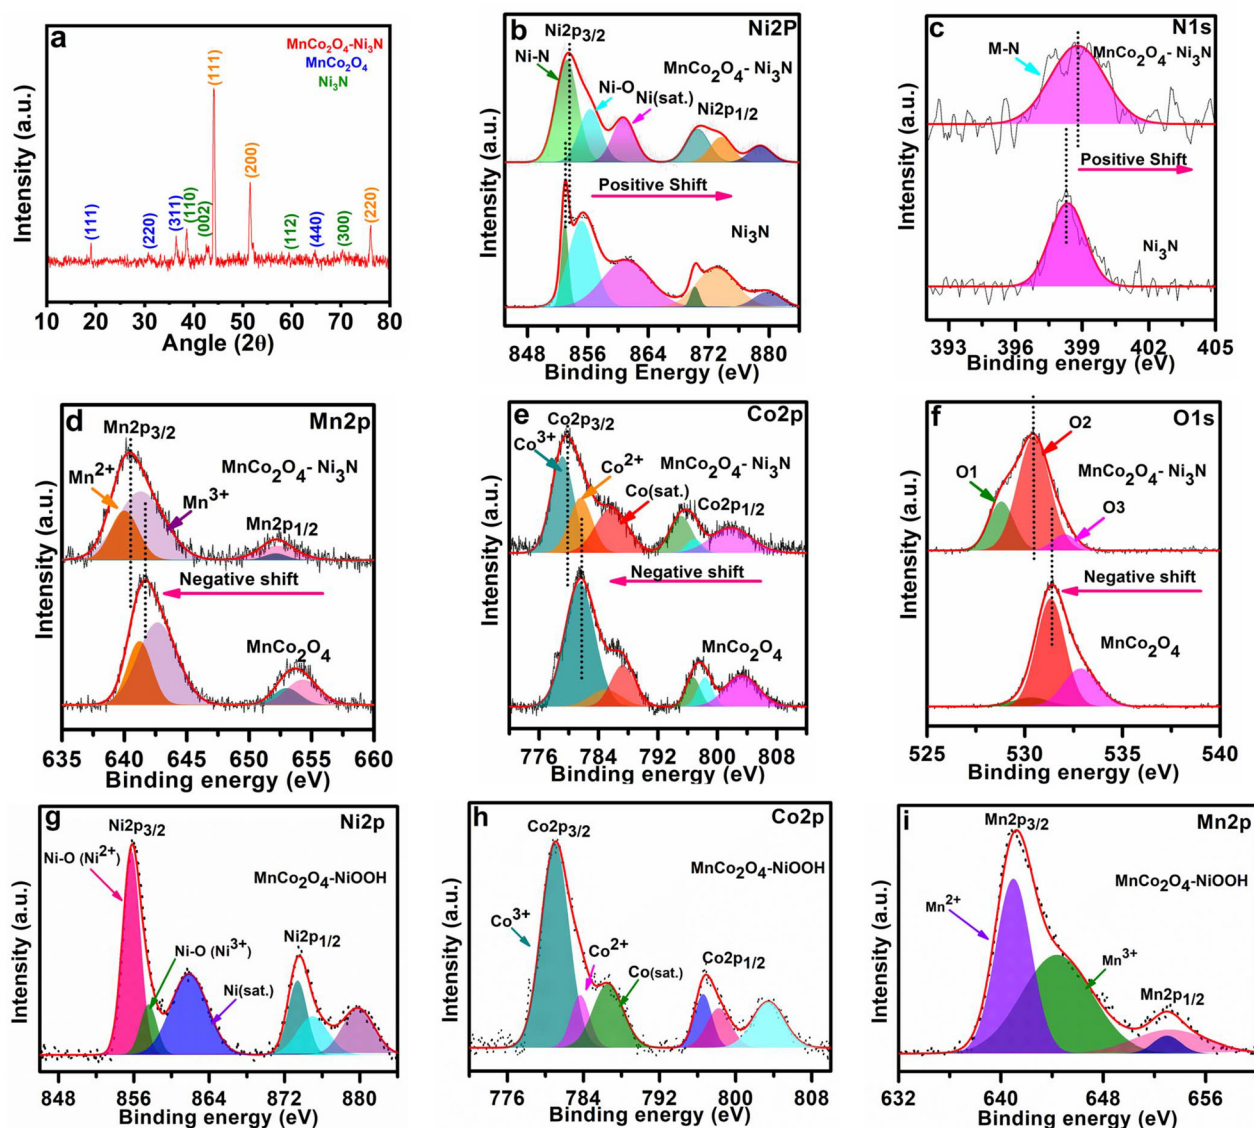 a
MnCo₂O₄-Ni₃N
MnCo₂O₄
Ni₃N
(111)
(220)
(311)
(110)
(002)
(111)
(200)
(112)
(440)
(300)
(220)
Intensity (a.u.)
10 20 30 40 50 60 70 80
Angle (2θ)
b
Ni2p₃/₂
Ni2P
Ni-N
MnCo₂O₄- Ni₃N
Ni-O
Ni(sat.)
Ni2p₁/₂
Positive Shift
Ni₃N
Intensity (a.u.)
848 856 864 872 880
Binding Energy (eV)
c
N1s
M-N
MnCo₂O₄- Ni₃N
Positive Shift
Ni₃N
Intensity (a.u.)
393 396 399 402 405
Binding Energy (eV)
d
Mn2p
Mn2p₃/₂
MnCo₂O₄- Ni₃N
Mn²⁺
Mn³⁺
Mn2p₁/₂
Negative shift
MnCo₂O₄
Intensity (a.u.)
635 640 645 650 655 660
Binding energy (eV)
e
Co2p₃/₂
Co2p
Co³⁺
Co²⁺
MnCo₂O₄- Ni₃N
Co(sat.)
Co2p₁/₂
Negative shift
MnCo₂O₄
Intensity (a.u.)
776 784 792 800 808
Binding energy (eV)
f
O1s
O2
O1
MnCo₂O₄- Ni₃N
O3
Negative shift
MnCo₂O₄
Intensity (a.u.)
525 530 535 540
Binding energy (eV)
g
Ni2p₃/₂
Ni2p
Ni-O (Ni²⁺)
MnCo₂O₄-NiOOH
Ni-O (Ni³⁺)
Ni2p₁/₂
Ni(sat.)
Intensity (a.u.)
848 856 864 872 880
Binding energy (eV)
h
Co2p₃/₂
Co2p
MnCo₂O₄-NiOOH
Co³⁺
Co²⁺
Co(sat.)
Co2p₁/₂
Intensity (a.u.)
776 784 792 800 808
Binding energy (eV)
i
Mn2p₃/₂
Mn2p
MnCo₂O₄-NiOOH
Mn²⁺
Mn³⁺
Mn2p₁/₂
Intensity (a.u.)
632 640 648 656
Binding energy (eV)